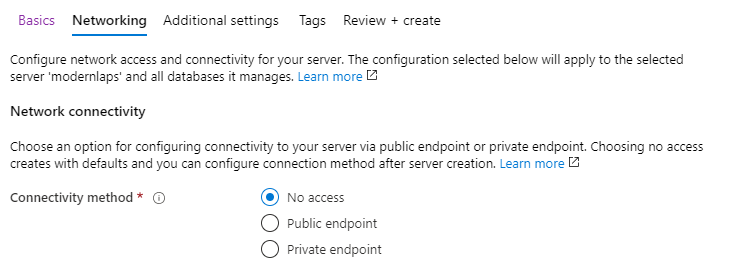 Basics Networking Additional settings Tags Review + create
Configure network access and connectivity for your server. The configuration selected below will apply to the selected
server 'modernlaps' and all databases it manages. Learn more
Network connectivity
Choose an option for configuring connectivity to your server via public endpoint or private endpoint. Choosing no access
creates with defaults and you can configure connection method after server creation. Learn more
Connectivity method * No access
Public endpoint
Private endpoint